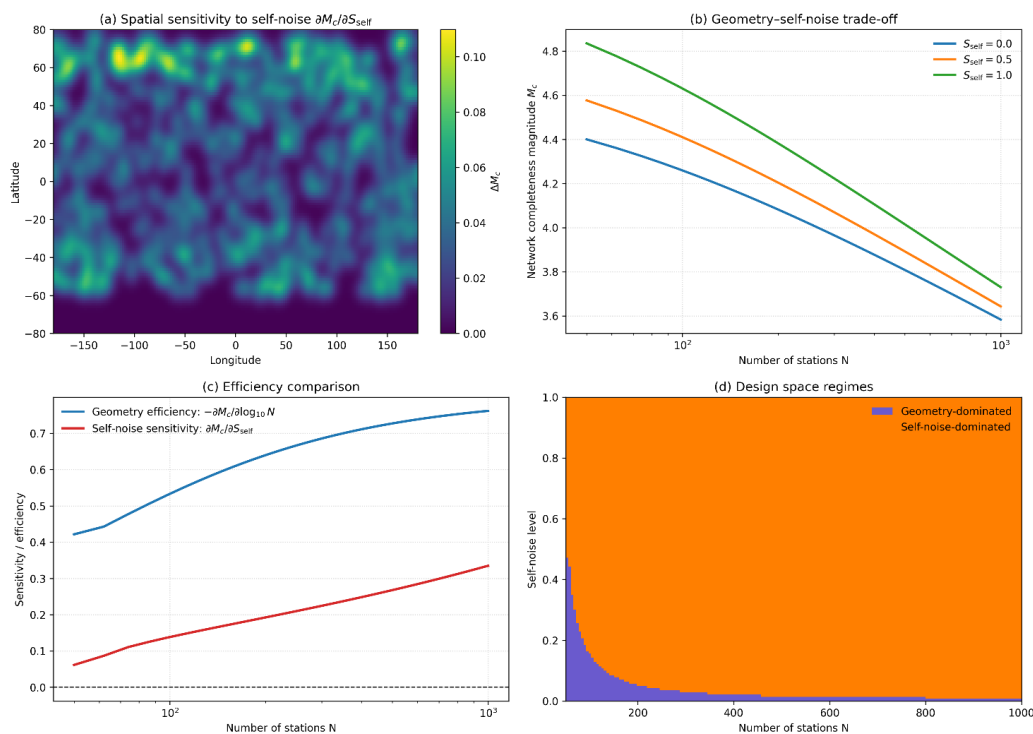 (a) Spatial sensitivity to self-noise ∂M_c/∂S_self
80
60
40
20
0
−20
−40
−60
−80
Latitude
−150
−100
−50
0
50
100
150
Longitude
0.10
0.08
0.06
0.04
0.02
0.00
ΔM_c
(b) Geometry–self-noise trade-off
4.8
4.6
4.4
4.2
4.0
3.8
3.6
Network completeness magnitude M_c
S_self = 0.0
S_self = 0.5
S_self = 1.0
10²
10³
Number of stations N
(c) Efficiency comparison
Geometry efficiency: −∂M_c/∂log₁₀ N
Self-noise sensitivity: ∂M_c/∂S_self
0.7
0.6
0.5
0.4
0.3
0.2
0.1
0.0
Sensitivity / efficiency
10²
10³
Number of stations N
(d) Design space regimes
Geometry-dominated
Self-noise-dominated
1.0
0.8
0.6
0.4
0.2
0.0
Self-noise level
200
400
600
800
1000
Number of stations N